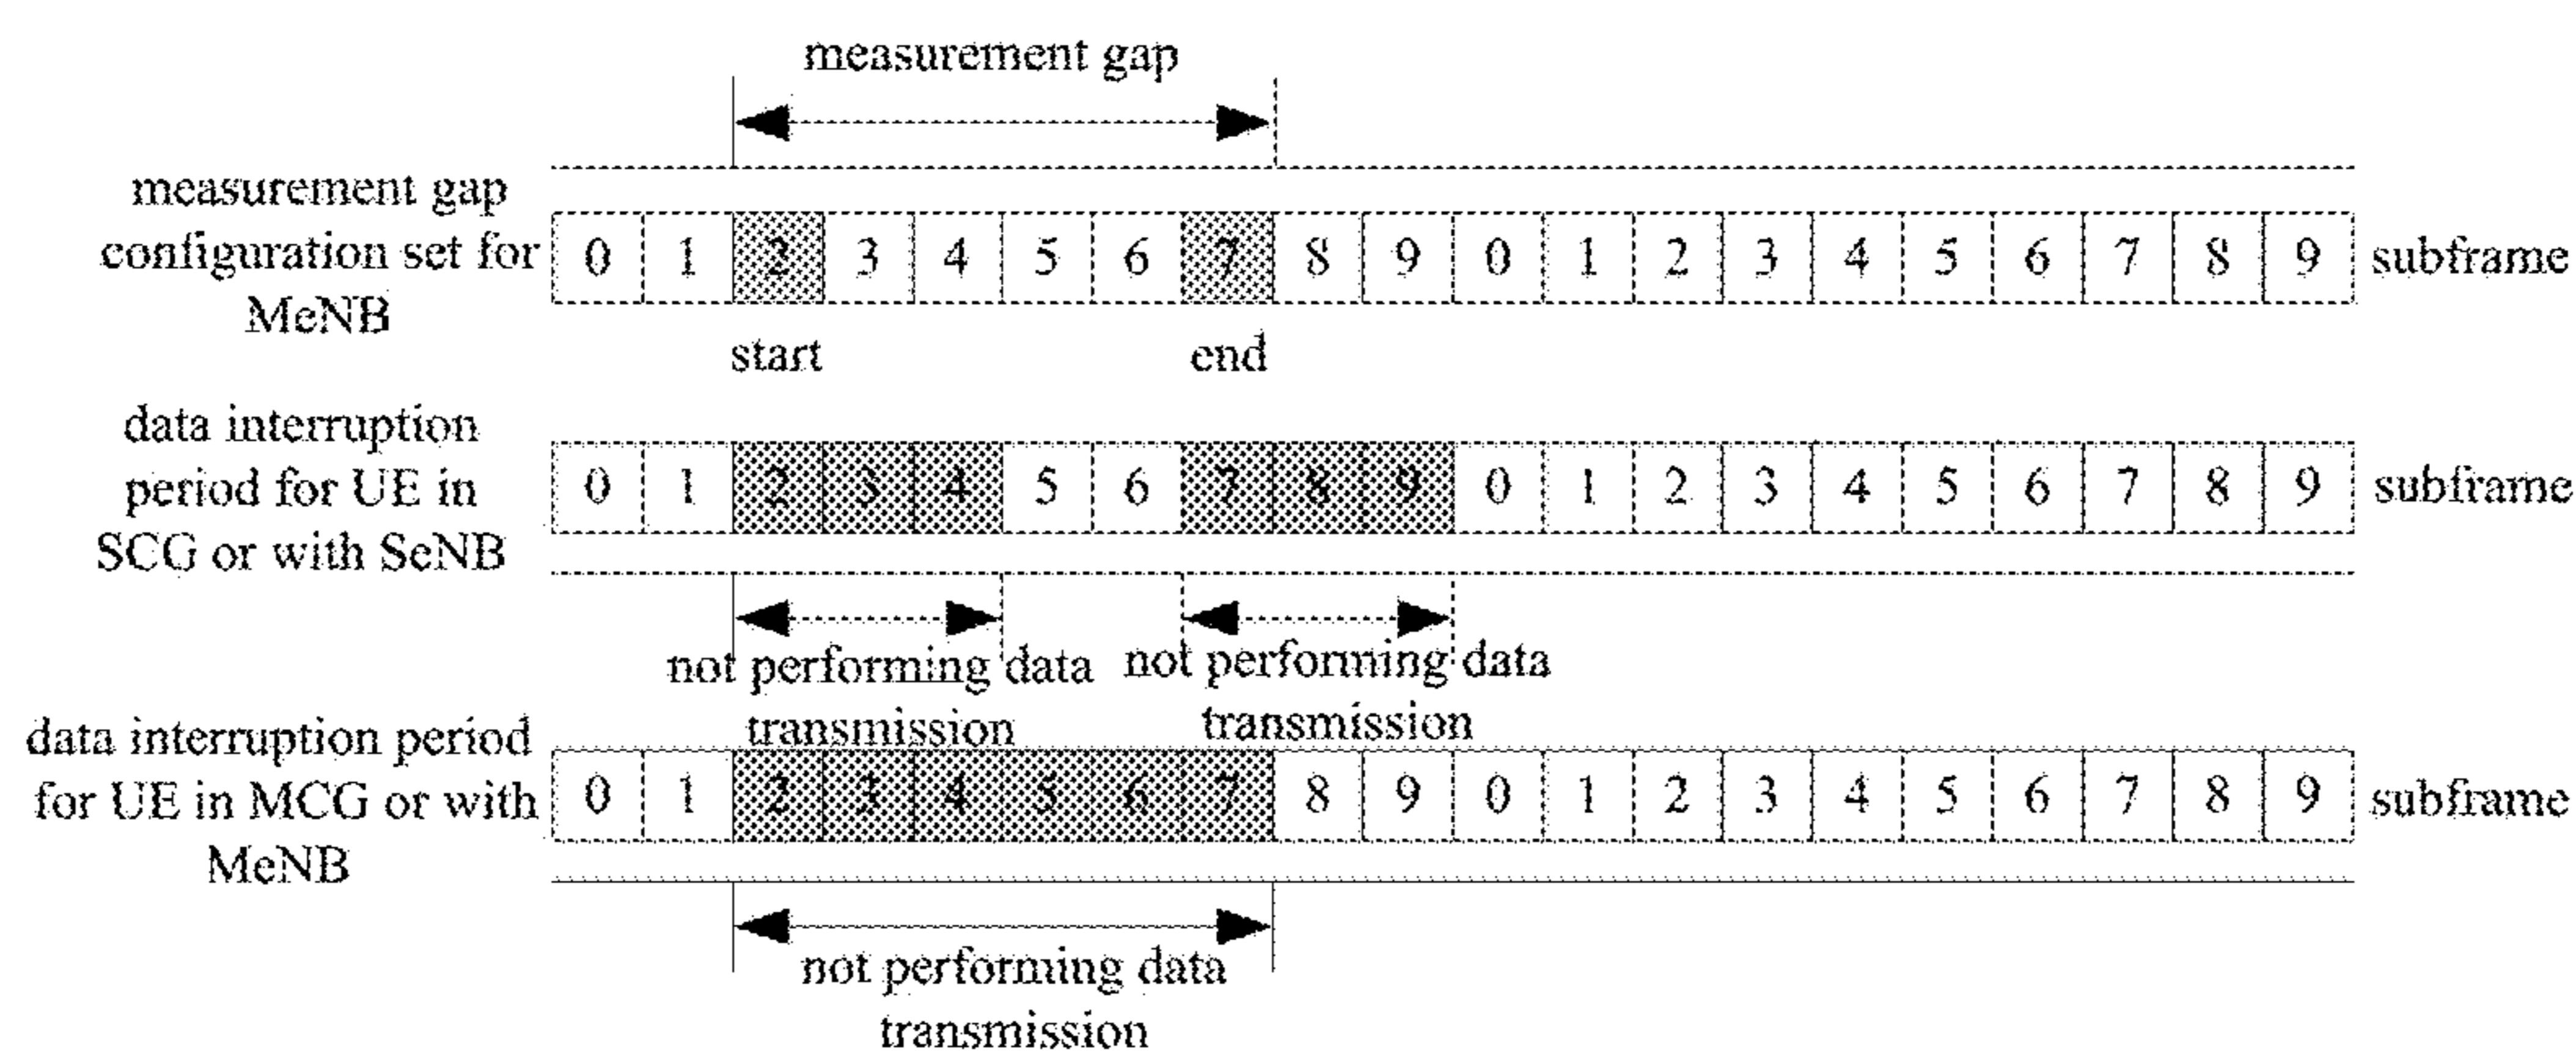 measurement gap
measurement gap
configuration set for
MeNB
0 1 2 3 4 5 6 7 8 9 0 1 2 3 4 5 6 7 8 9 subframe
start end
data interruption
period for UE in
SCG or with SeNB
0 1 2 3 4 5 6 7 8 9 0 1 2 3 4 5 6 7 8 9 subframe
not performing data
transmission
not performing data
transmission
data interruption period
for UE in MCG or with
MeNB
0 1 2 3 4 5 6 7 8 9 0 1 2 3 4 5 6 7 8 9 subframe
not performing data
transmission